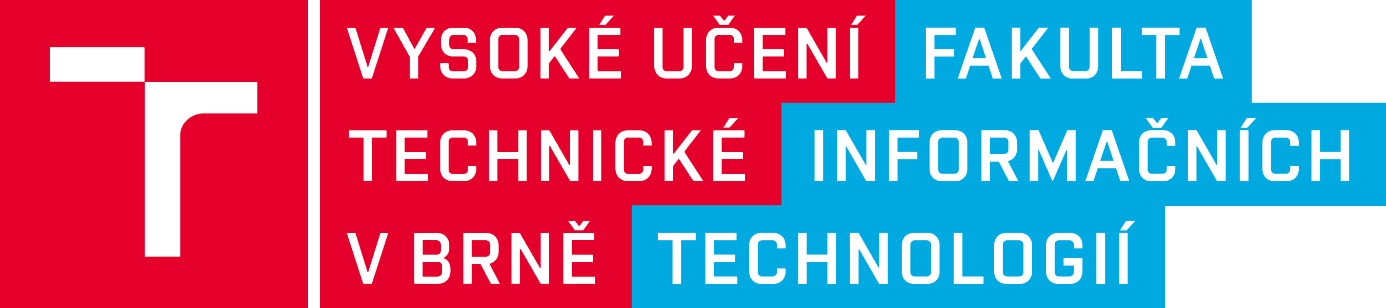 VYSOKÉ UČENÍ FAKULTA
TECHNICKÉ INFORMAČNÍCH
V BRNĚ TECHNOLOGIÍ